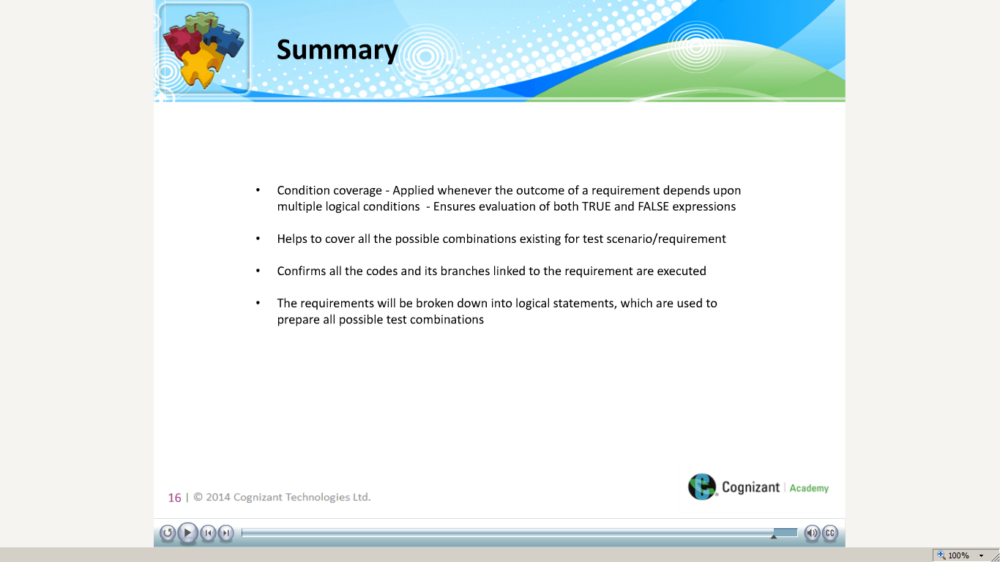 Summary
• Condition coverage - Applied whenever the outcome of a requirement depends upon
multiple logical conditions  - Ensures evaluation of both TRUE and FALSE expressions
• Helps to cover all the possible combinations existing for test scenario/requirement
• Confirms all the codes and its branches linked to the requirement are executed
• The requirements will be broken down into logical statements, which are used to
prepare all possible test combinations
Cognizant | Academy
16 | © 2014 Cognizant Technologies Ltd.
CC
100%